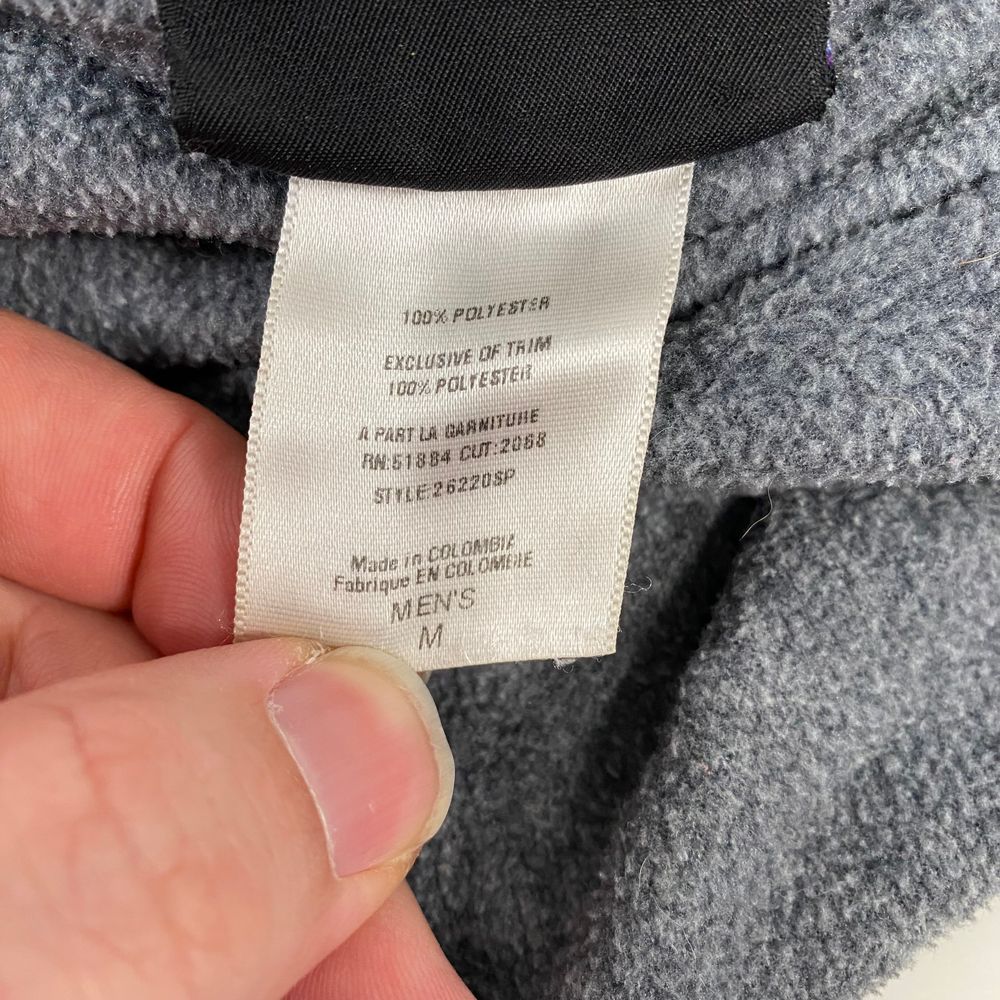 100% POLYESTER
EXCLUSIVE OF TRIM
100% POLYESTER
A PART LA GARNITURE
RN:51884 CUT:2068
STYLE:26220SP
Made in COLOMBIA
Fabrique EN COLOMBIE
MEN'S
M